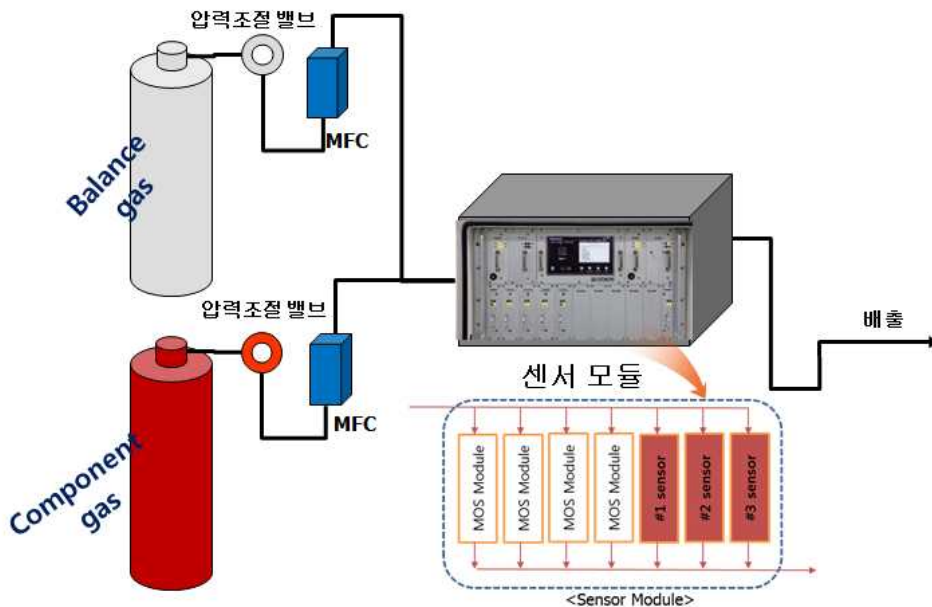 압력조절 밸브
MFC
Balance
gas
압력조절 밸브
MFC
Component
gas
배출
센서 모듈
MOS Module
MOS Module
MOS Module
MOS Module
#1 sensor
#2 sensor
#3 sensor
<Sensor Module>